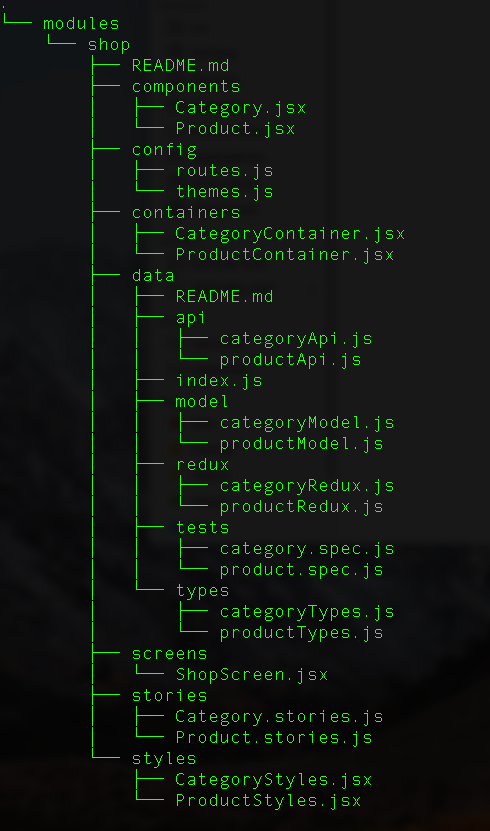 .
└── modules
    └── shop
        ├── README.md
        ├── components
        │   ├── Category.jsx
        │   └── Product.jsx
        ├── config
        │   ├── routes.js
        │   └── themes.js
        ├── containers
        │   ├── CategoryContainer.jsx
        │   └── ProductContainer.jsx
        ├── data
        │   ├── README.md
        │   ├── api
        │   │   ├── categoryApi.js
        │   │   └── productApi.js
        │   ├── index.js
        │   ├── model
        │   │   ├── categoryModel.js
        │   │   └── productModel.js
        │   ├── redux
        │   │   ├── categoryRedux.js
        │   │   └── productRedux.js
        │   ├── tests
        │   │   ├── category.spec.js
        │   │   └── product.spec.js
        │   └── types
        │       ├── categoryTypes.js
        │       └── productTypes.js
        ├── screens
        │   └── ShopScreen.jsx
        ├── stories
        │   ├── Category.stories.js
        │   └── Product.stories.js
        └── styles
            ├── CategoryStyles.jsx
            └── ProductStyles.jsx